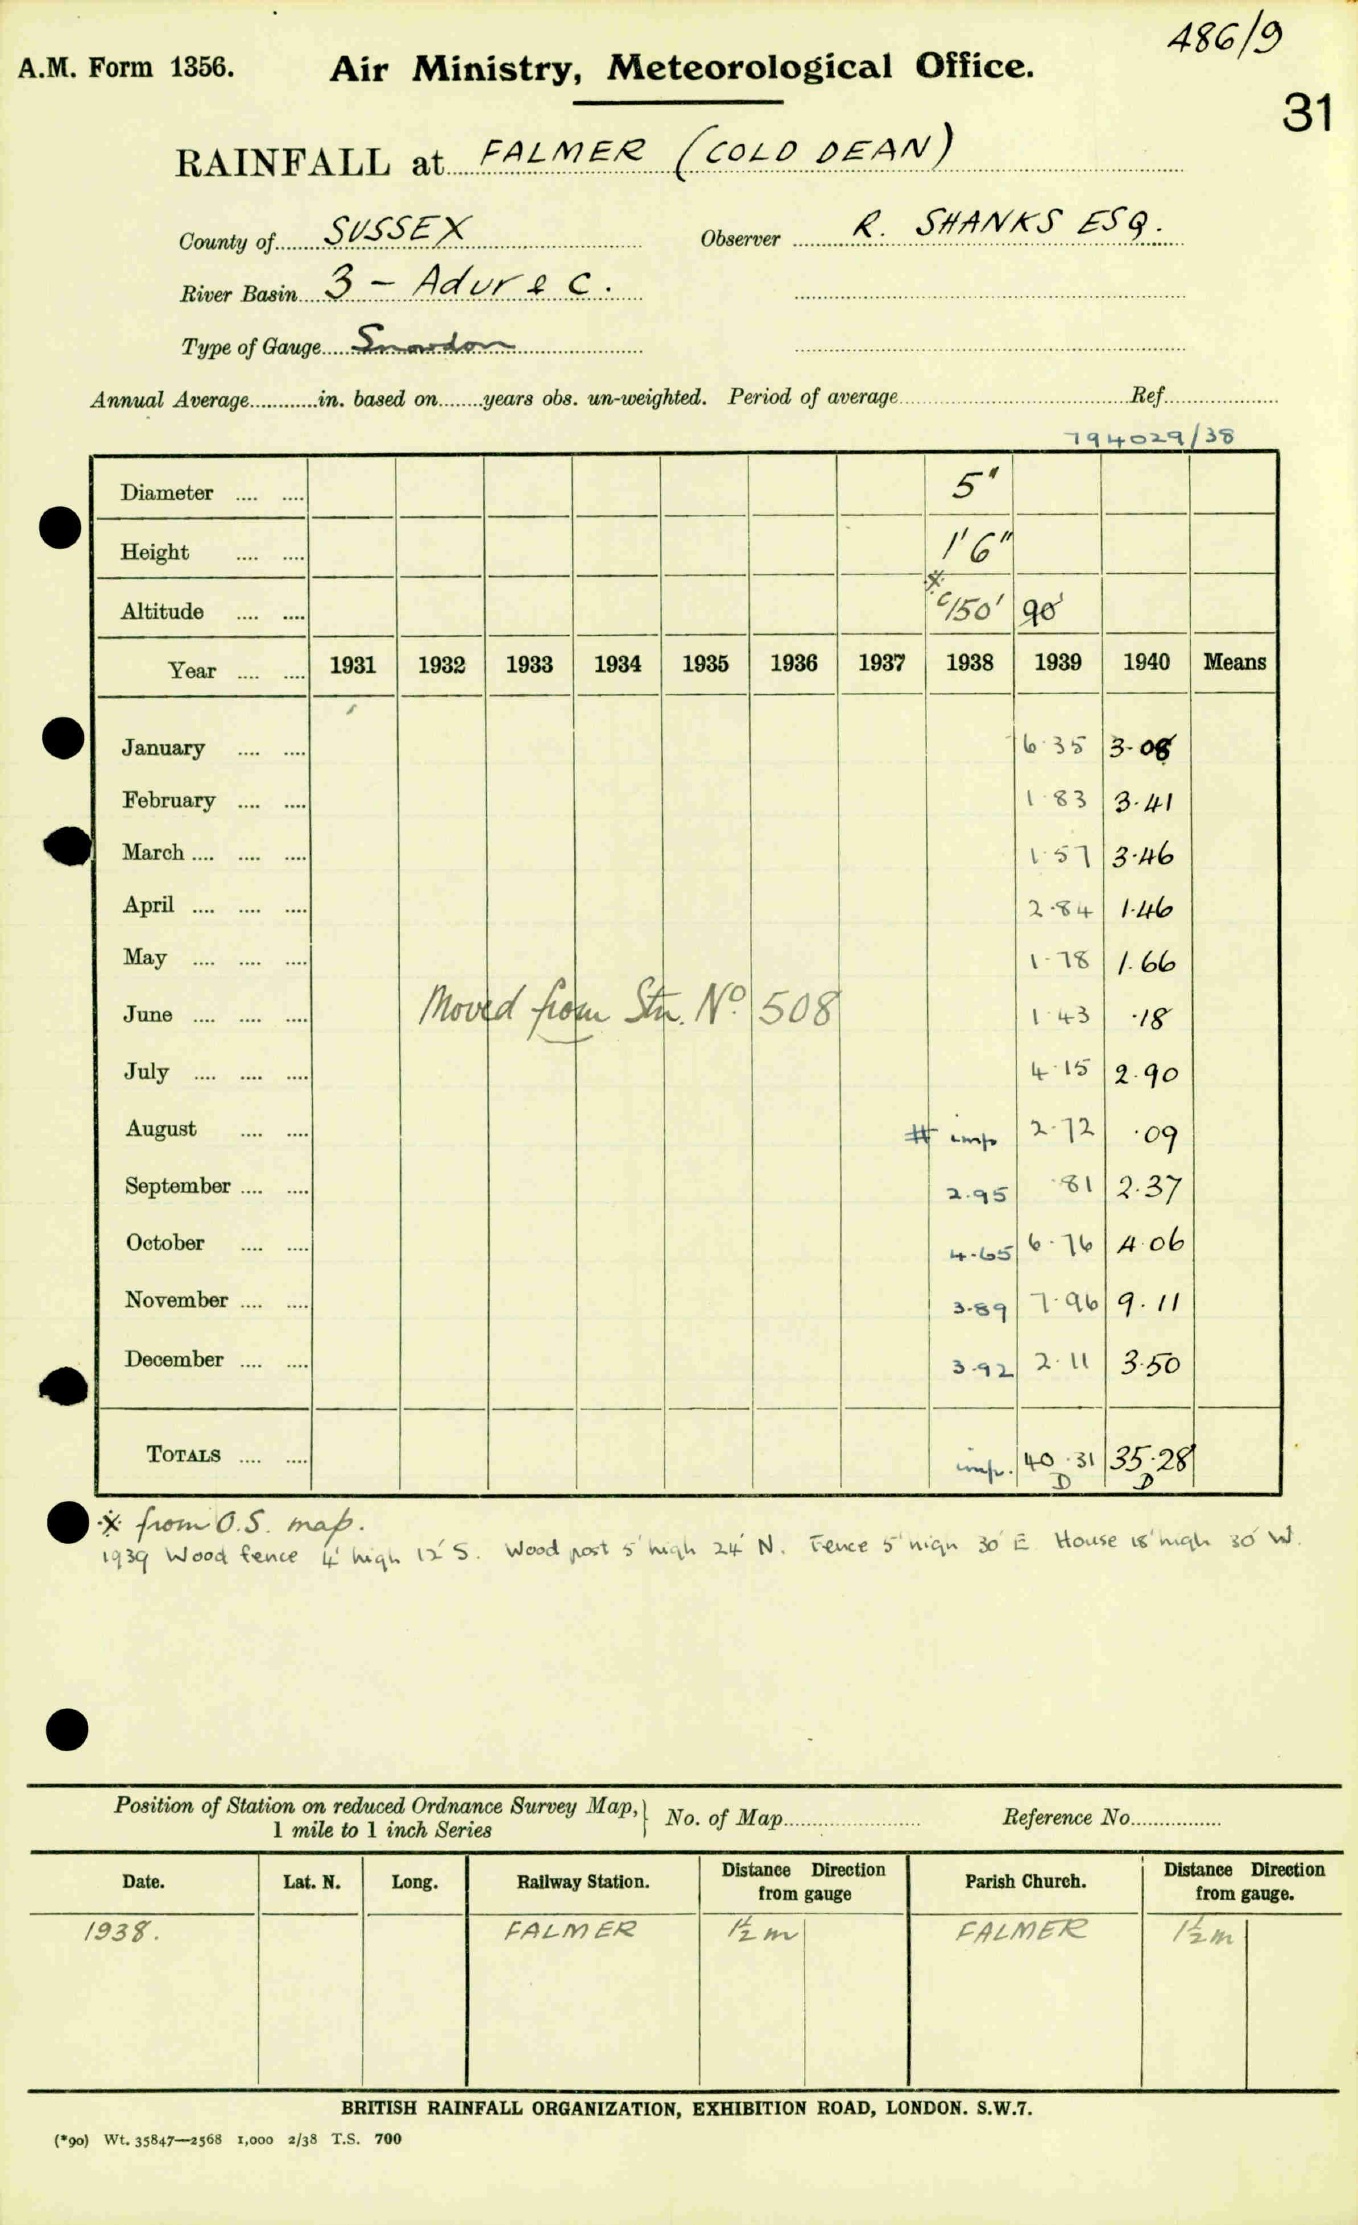 486/9
A.M. Form 1356. Air Ministry, Meteorological Office.
31
RAINFALL at FALMER (COLD DEAN)
County of SUSSEX Observer R. SHANKS ESQ.
River Basin 3 – Adur & C.
Type of Gauge Snowdon
Annual Average............in. based on........years obs. un-weighted. Period of average.......... Ref..........
794029/38
Diameter .... .... 5"
Height .... .... 1'6"
Altitude .... .... * c/150' 90'
Year .... .... 1931 1932 1933 1934 1935 1936 1937 1938 1939 1940 Means
January .... .... 6.35 3.08
February .... .... 1.83 3.41
March .... .... .... 1.57 3.46
April .... .... .... 2.84 1.46
May .... .... .... 1.78 1.66
June .... .... .... Moved from Stn. No. 508 1.43 .18
July .... .... .... 4.15 2.90
August .... .... # imp 2.72 .09
September .... .... 2.95 .81 2.37
October .... .... 4.65 6.76 4.06
November .... .... 3.89 7.96 9.11
December .... .... 3.92 2.11 3.50
TOTALS .... .... imp. 40.31 35.28
D D
* from O.S. map.
1939 Wood fence 4' high 12' S. Wood post 5' high 24' N. Fence 5' high 30' E. House 18' high 30' W.
Position of Station on reduced Ordnance Survey Map, 1 mile to 1 inch Series } No. of Map.......... Reference No..........
Date. Lat. N. Long. Railway Station. Distance Direction from gauge Parish Church. Distance Direction from gauge.
1938. FALMER 1½ m FALMER 1½ m
BRITISH RAINFALL ORGANIZATION, EXHIBITION ROAD, LONDON. S.W.7.
(*90) Wt. 35847—2568 1,000 2/38 T.S. 700